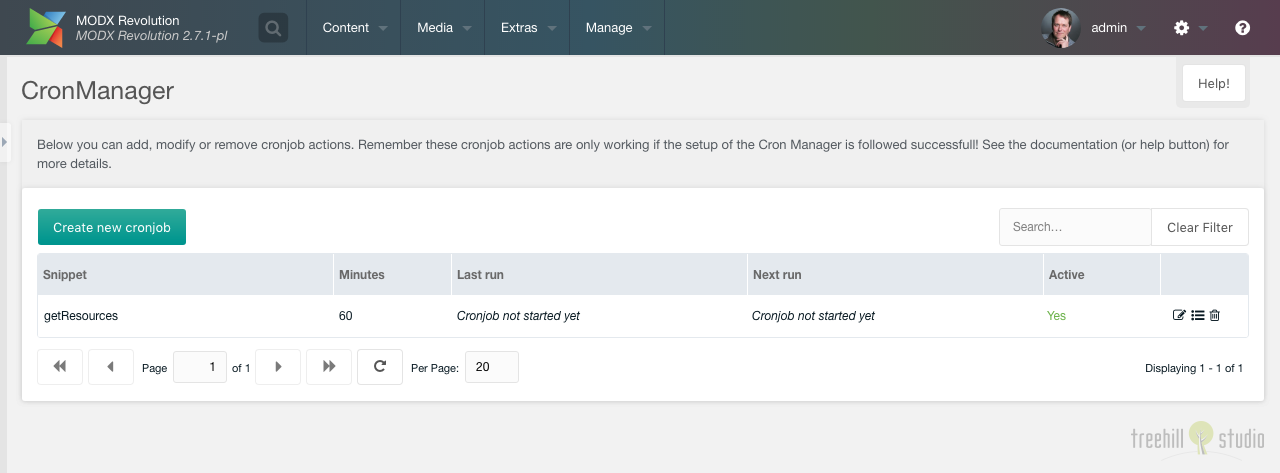 MODX Revolution
MODX Revolution 2.7.1-pl
Content
Media
Extras
Manage
admin
CronManager
Help!
Below you can add, modify or remove cronjob actions. Remember these cronjob actions are only working if the setup of the Cron Manager is followed successfull! See the documentation (or help button) for
more details.
Create new cronjob
Search...
Clear Filter
Snippet Minutes Last run Next run Active
getResources 60 Cronjob not started yet Cronjob not started yet Yes
Page 1 of 1 Per Page: 20 Displaying 1 - 1 of 1
treehill studio